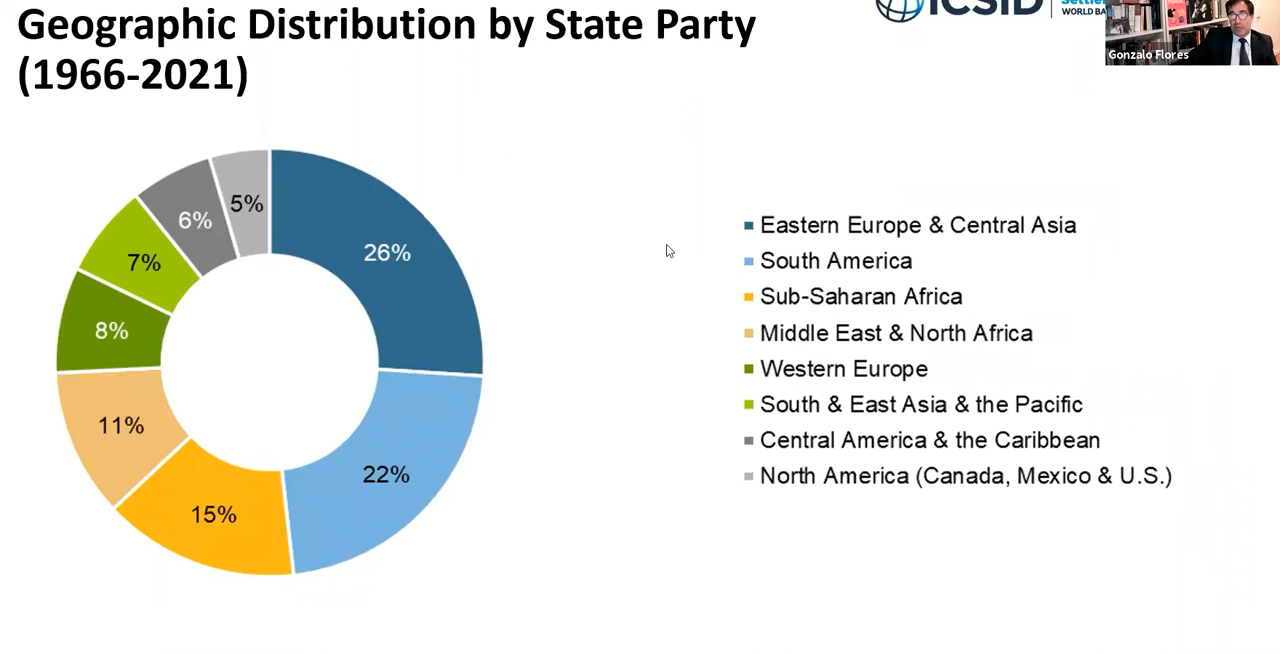 Geographic Distribution by State Party
(1966-2021)
ICSID
WORLD BA
Gonzalo Flores
5%
6%
26%
7%
8%
11%
22%
15%
Eastern Europe & Central Asia
South America
Sub-Saharan Africa
Middle East & North Africa
Western Europe
South & East Asia & the Pacific
Central America & the Caribbean
North America (Canada, Mexico & U.S.)